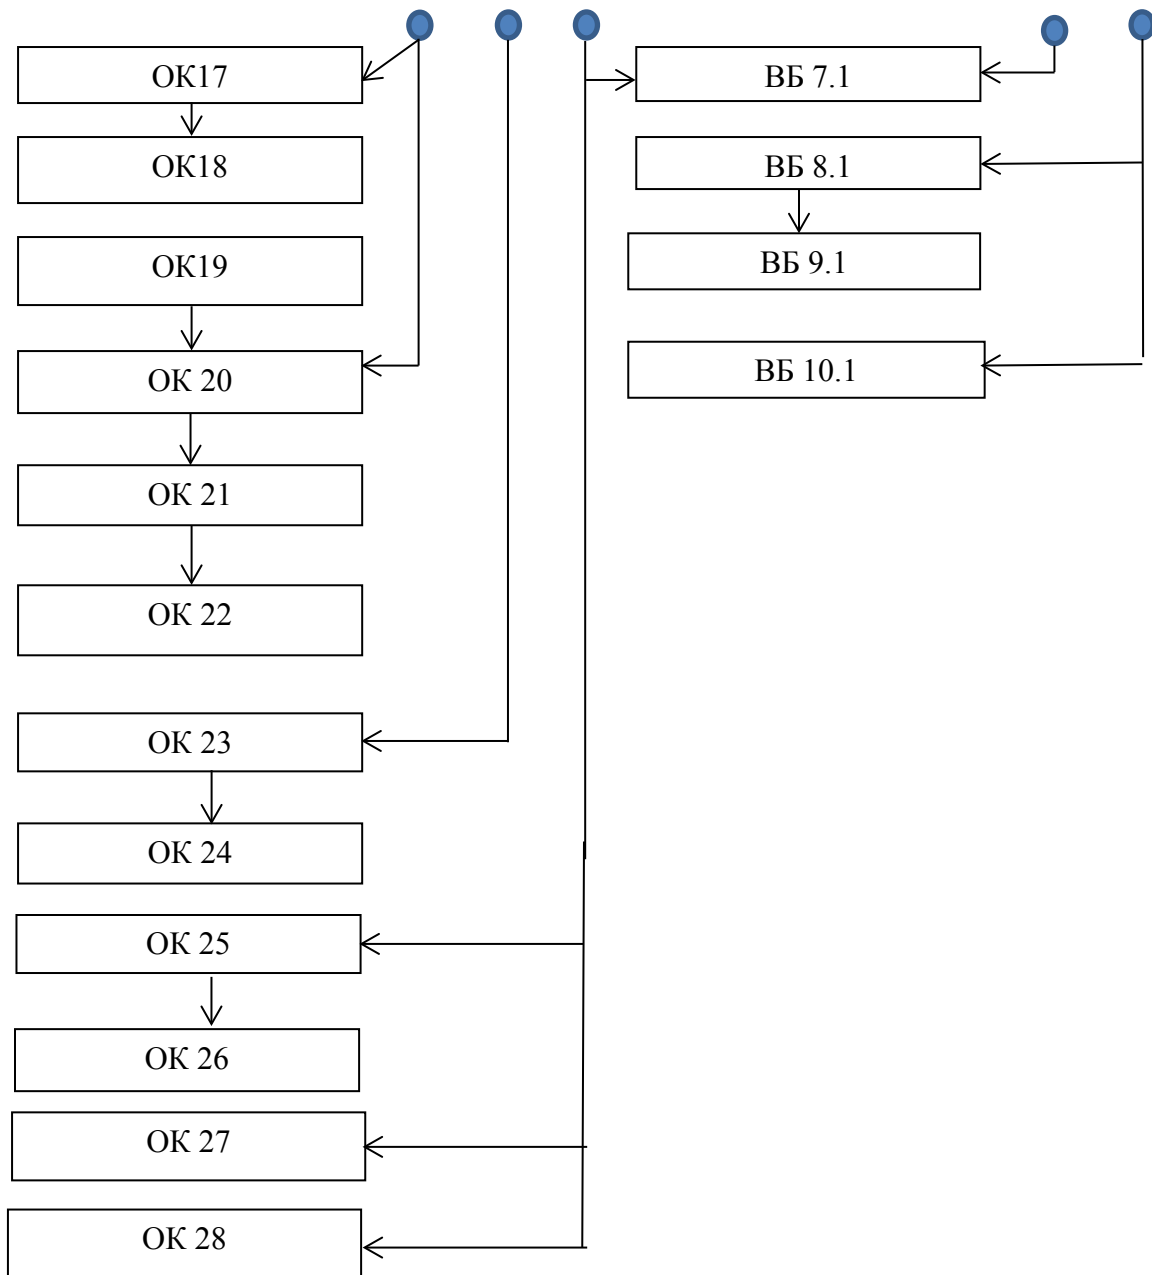 ОК17
ОК18
ОК19
ОК 20
ОК 21
ОК 22
ОК 23
ОК 24
ОК 25
ОК 26
ОК 27
ОК 28
ВБ 7.1
ВБ 8.1
ВБ 9.1
ВБ 10.1